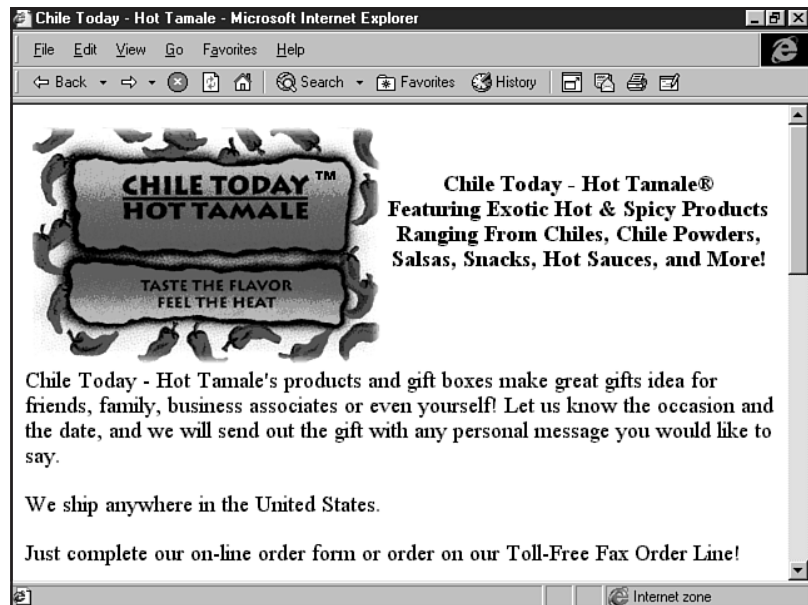 Chile Today - Hot Tamale - Microsoft Internet Explorer
File Edit View Go Favorites Help
Back Search Favorites History
CHILE TODAY™
HOT TAMALE
TASTE THE FLAVOR
FEEL THE HEAT
Chile Today - Hot Tamale®
Featuring Exotic Hot & Spicy Products
Ranging From Chiles, Chile Powders,
Salsas, Snacks, Hot Sauces, and More!
Chile Today - Hot Tamale's products and gift boxes make great gifts idea for
friends, family, business associates or even yourself! Let us know the occasion and
the date, and we will send out the gift with any personal message you would like to
say.
We ship anywhere in the United States.
Just complete our on-line order form or order on our Toll-Free Fax Order Line!
Internet zone